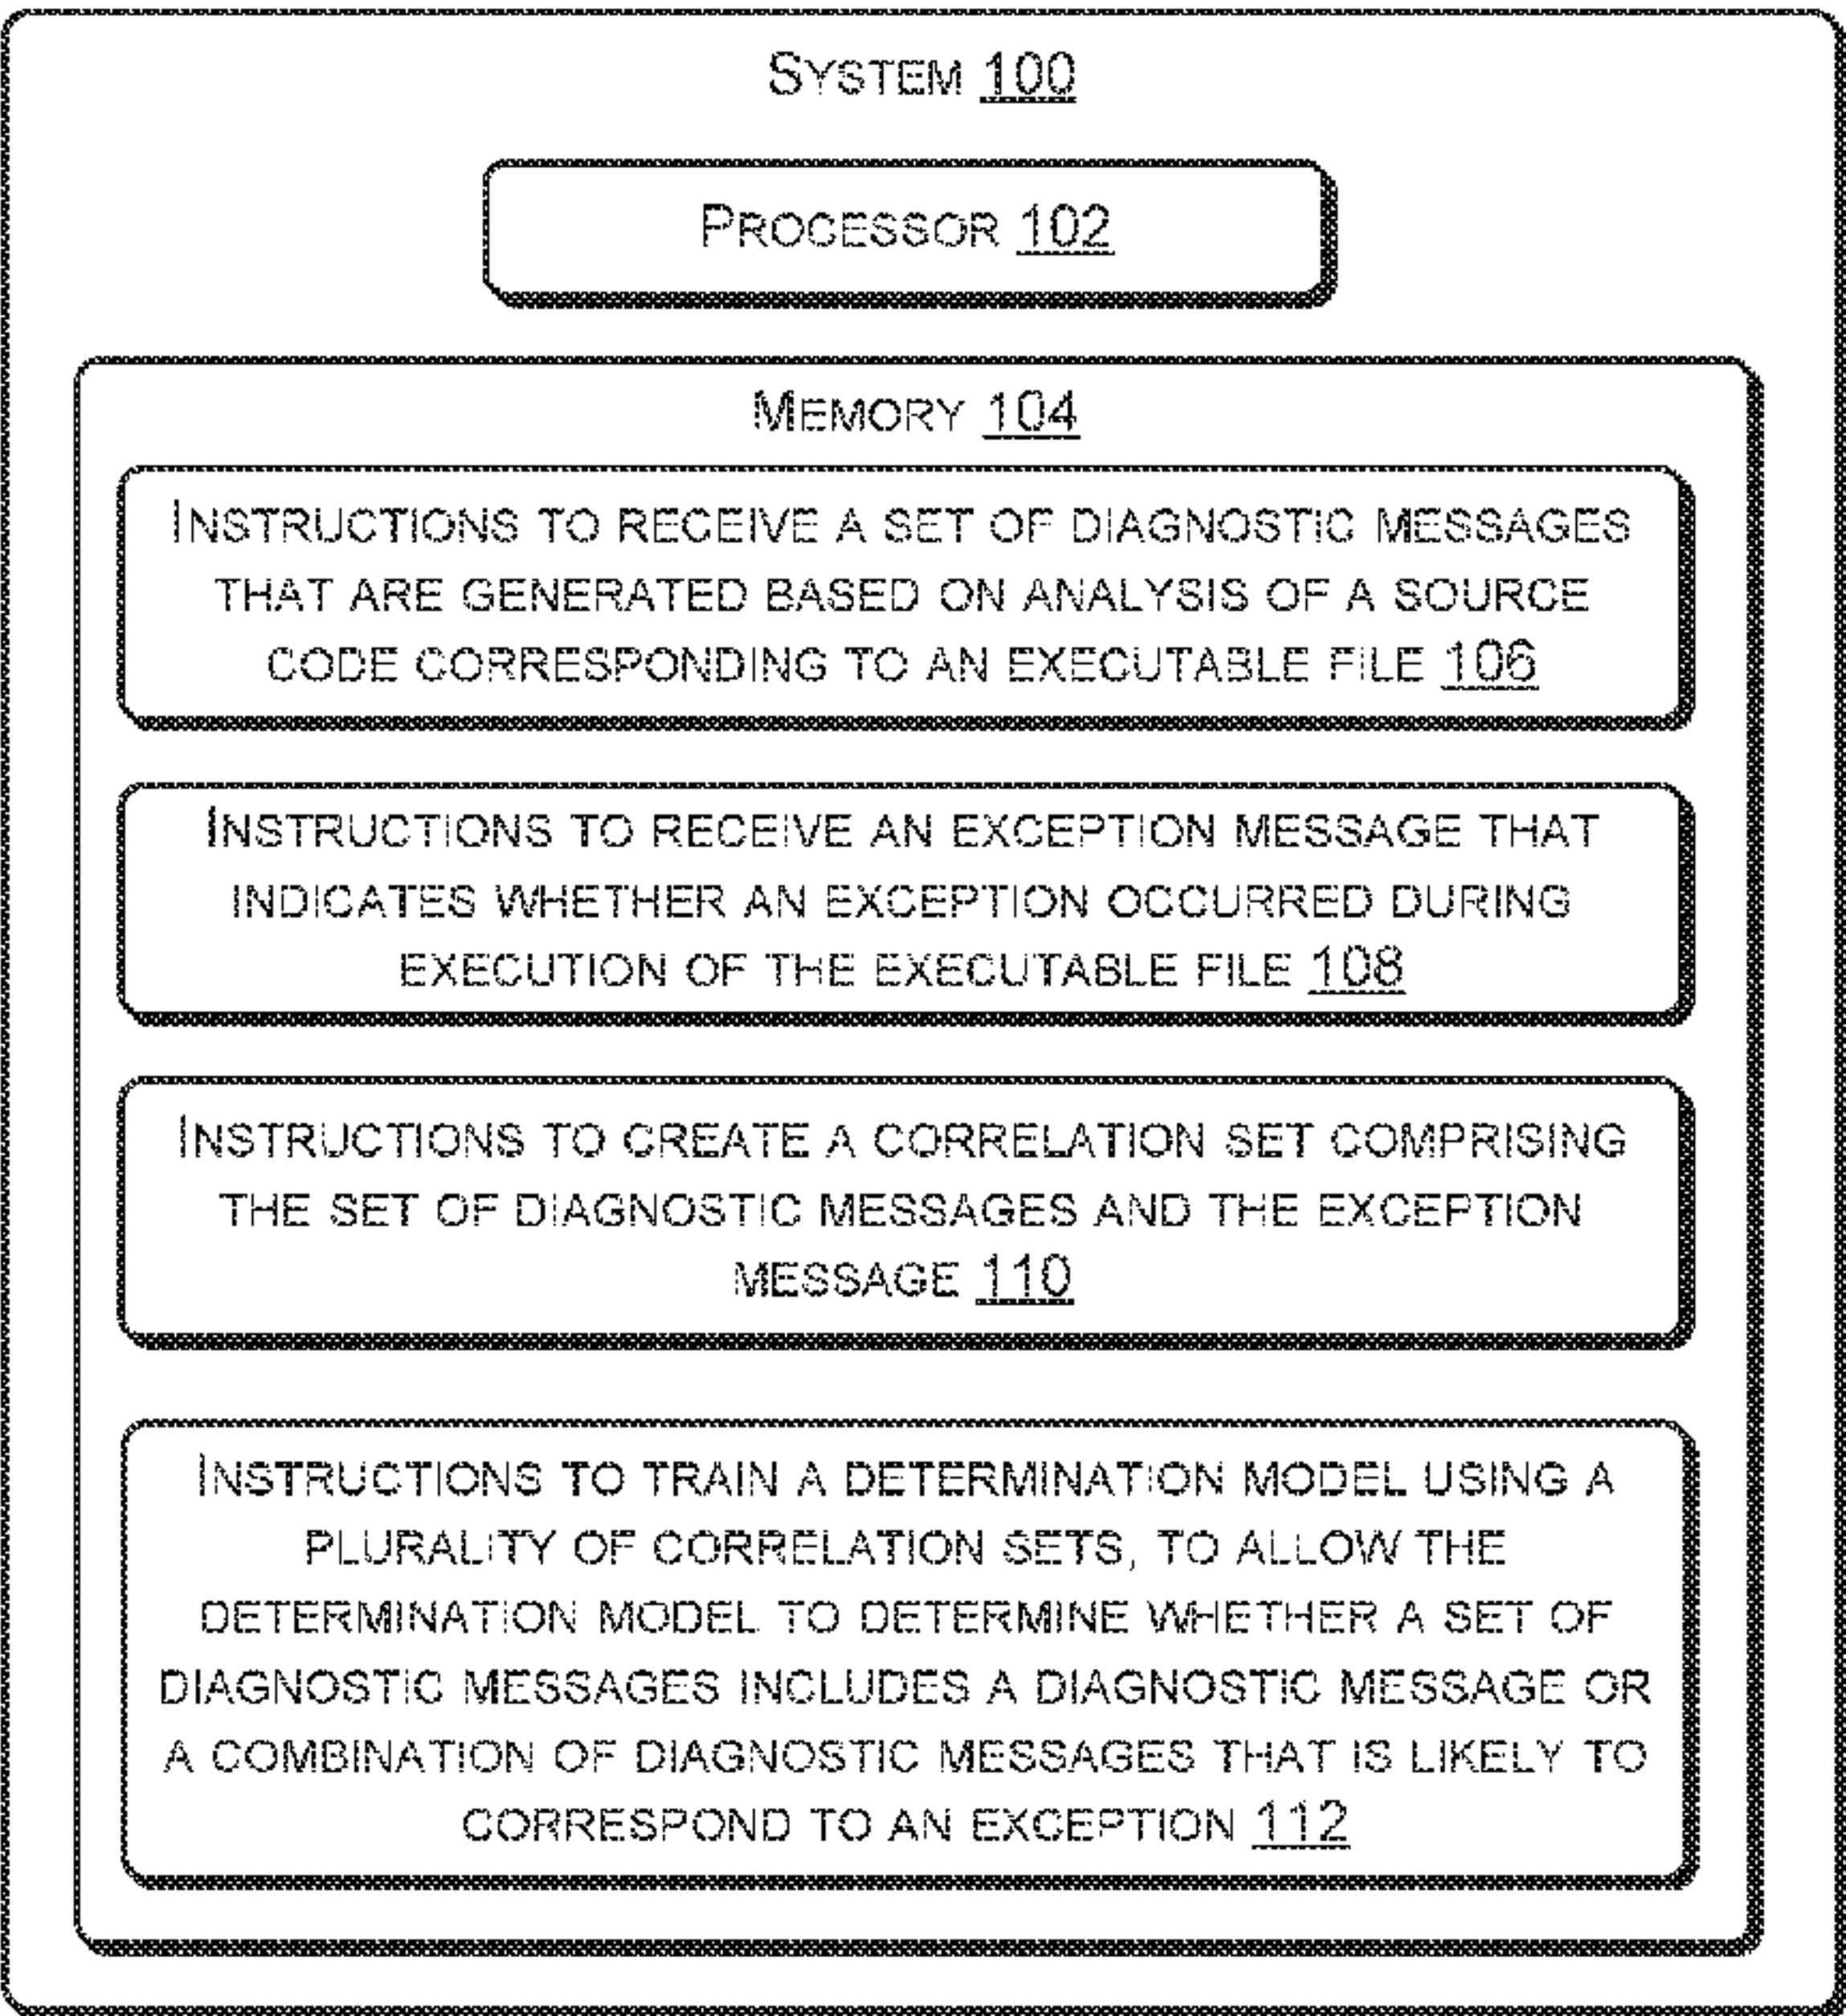 SYSTEM 100
PROCESSOR 102
MEMORY 104
INSTRUCTIONS TO RECEIVE A SET OF DIAGNOSTIC MESSAGES
THAT ARE GENERATED BASED ON ANALYSIS OF A SOURCE
CODE CORRESPONDING TO AN EXECUTABLE FILE 106
INSTRUCTIONS TO RECEIVE AN EXCEPTION MESSAGE THAT
INDICATES WHETHER AN EXCEPTION OCCURRED DURING
EXECUTION OF THE EXECUTABLE FILE 108
INSTRUCTIONS TO CREATE A CORRELATION SET COMPRISING
THE SET OF DIAGNOSTIC MESSAGES AND THE EXCEPTION
MESSAGE 110
INSTRUCTIONS TO TRAIN A DETERMINATION MODEL USING A
PLURALITY OF CORRELATION SETS, TO ALLOW THE
DETERMINATION MODEL TO DETERMINE WHETHER A SET OF
DIAGNOSTIC MESSAGES INCLUDES A DIAGNOSTIC MESSAGE OR
A COMBINATION OF DIAGNOSTIC MESSAGES THAT IS LIKELY TO
CORRESPOND TO AN EXCEPTION 112